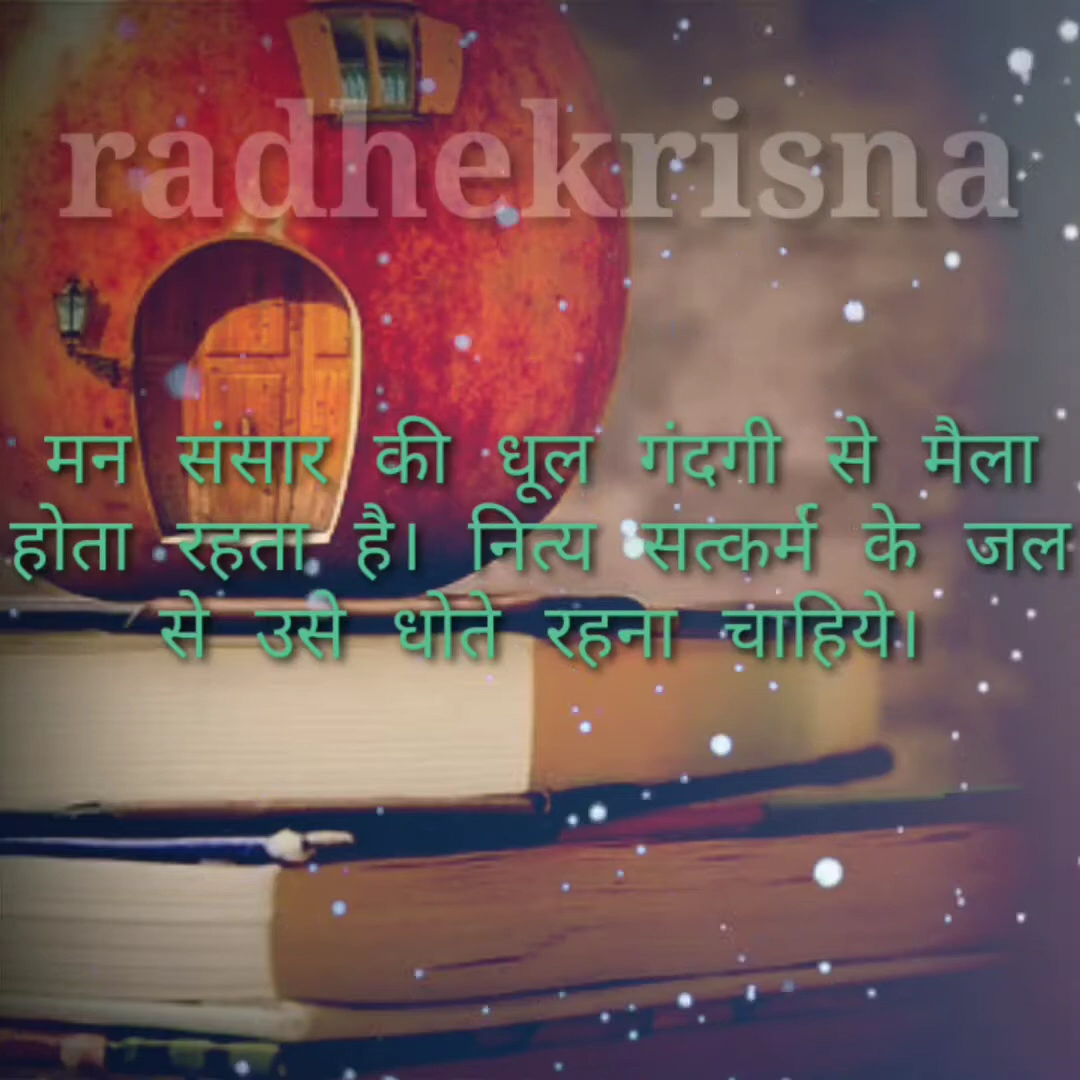 radhekrisna
मन संसार की धूल गंदगी से मैला
होता रहता है। नित्य सत्कर्म के जल
से उसे धोते रहना चाहिये।